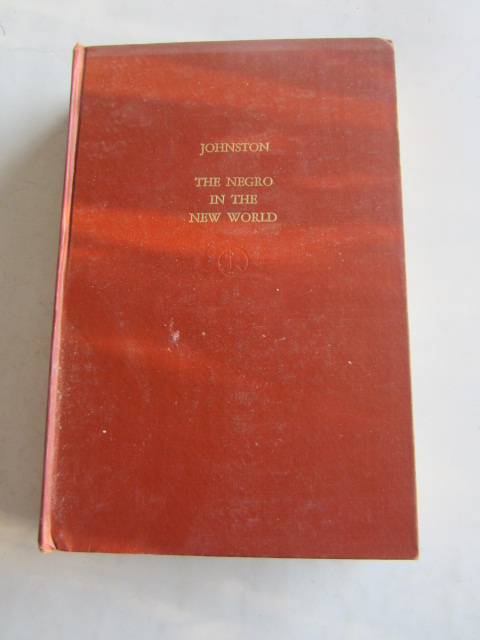 JOHNSTON
THE NEGRO
IN THE
NEW WORLD